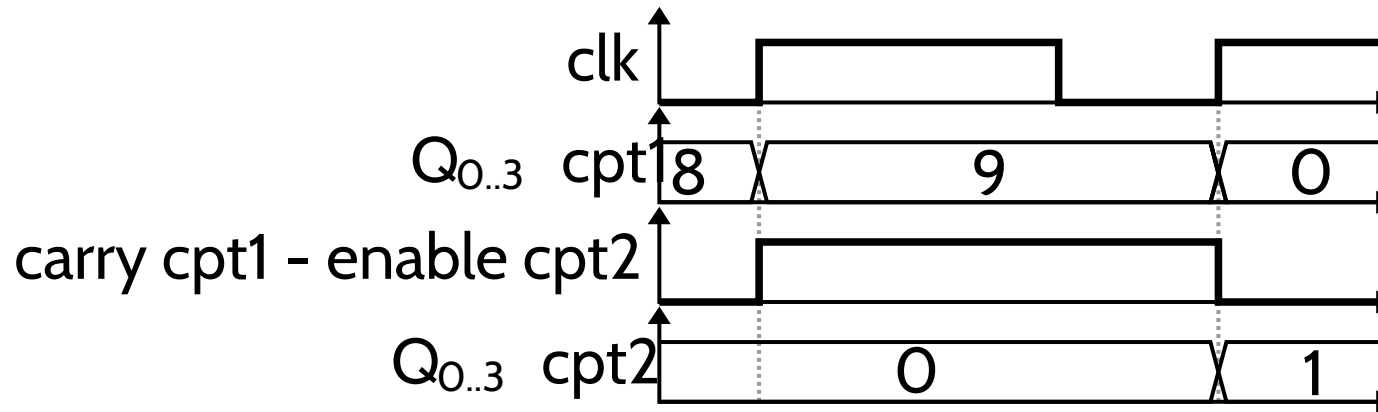 clk
Q0..3 cpt1 8 9 0
carry cpt1 - enable cpt2
Q0..3 cpt2 0 1